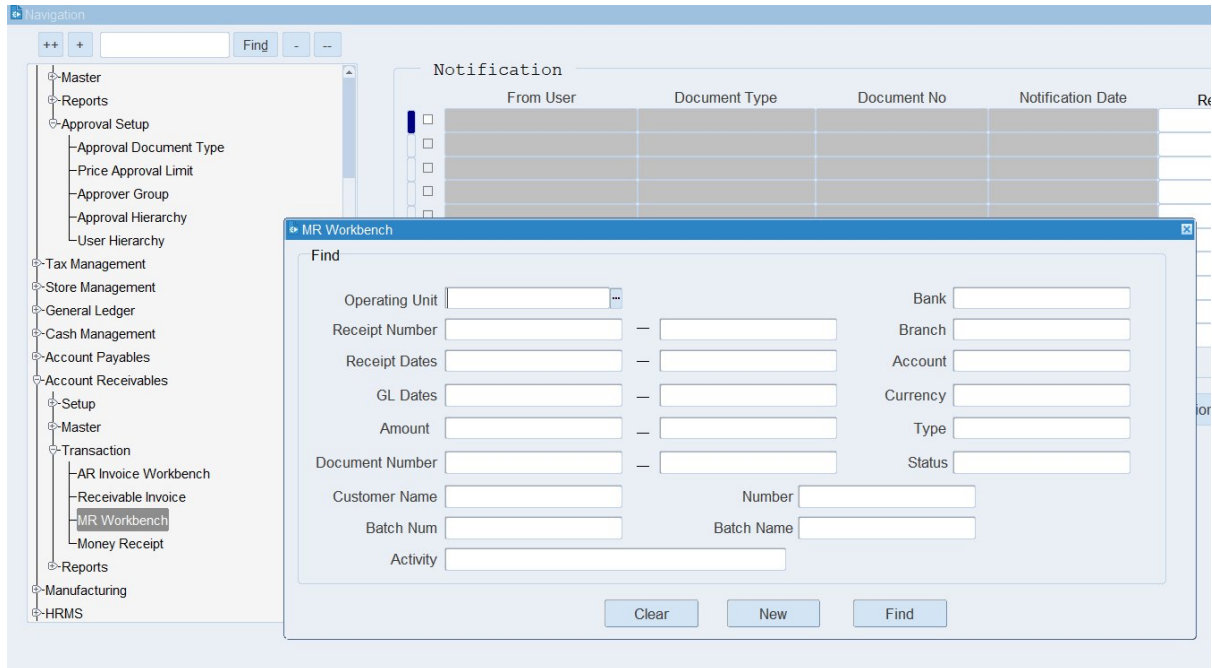 Navigation
++ + Find - --
Master
Reports
Approval Setup
Approval Document Type
Price Approval Limit
Approver Group
Approval Hierarchy
User Hierarchy
Tax Management
Store Management
General Ledger
Cash Management
Account Payables
Account Receivables
Setup
Master
Transaction
AR Invoice Workbench
Receivable Invoice
MR Workbench
Money Receipt
Reports
Manufacturing
HRMS
Notification
From User Document Type Document No Notification Date Re
MR Workbench
Find
Operating Unit ... Bank
Receipt Number — Branch
Receipt Dates — Account
GL Dates — Currency
Amount — Type
Document Number — Status
Customer Name Number
Batch Num Batch Name
Activity
Clear New Find
ion